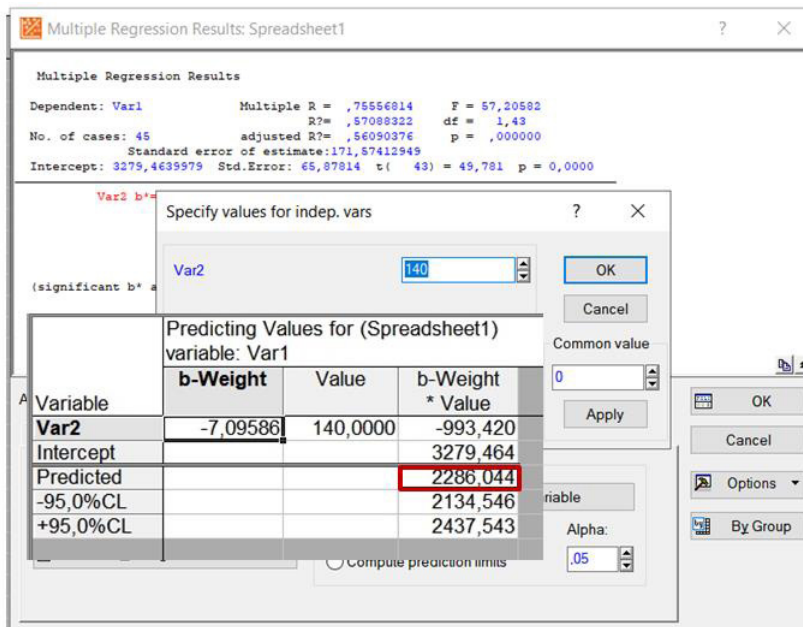 Multiple Regression Results: Spreadsheet1 ? ×
Multiple Regression Results
Dependent: Var1 Multiple R = ,75556814 F = 57,20582
R?= ,57088322 df = 1,43
No. of cases: 45 adjusted R?= ,56090376 p = ,000000
Standard error of estimate:171,57412949
Intercept: 3279,4639979 Std.Error: 65,87814 t( 43) = 49,781 p = 0,0000
Var2 b*=
(significant b* a
Specify values for indep. vars ? ×
Var2 140
OK
Cancel
Common value
0
Apply
Predicting Values for (Spreadsheet1)
variable: Var1
Variable b-Weight Value b-Weight * Value
Var2 -7,09586 140,0000 -993,420
Intercept 3279,464
Predicted 2286,044
-95,0%CL 2134,546
+95,0%CL 2437,543
A
riable
Alpha:
,05
Compute prediction limits
OK
Cancel
Options
By Group